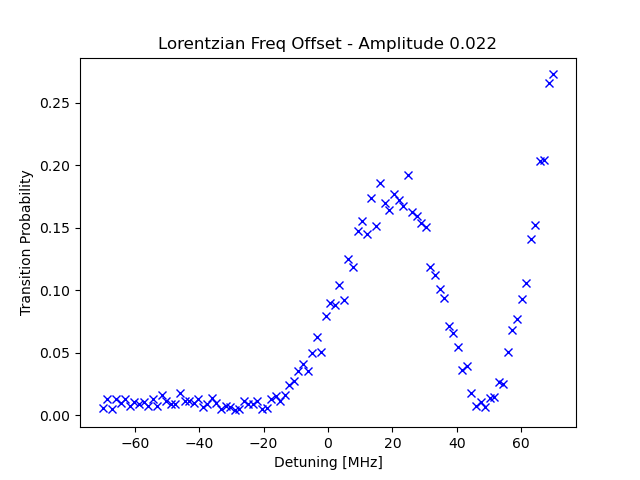 Lorentzian Freq Offset - Amplitude 0.022
0.25
0.20
0.15
0.10
0.05
0.00
Transition Probability
−60 −40 −20 0 20 40 60
Detuning [MHz]